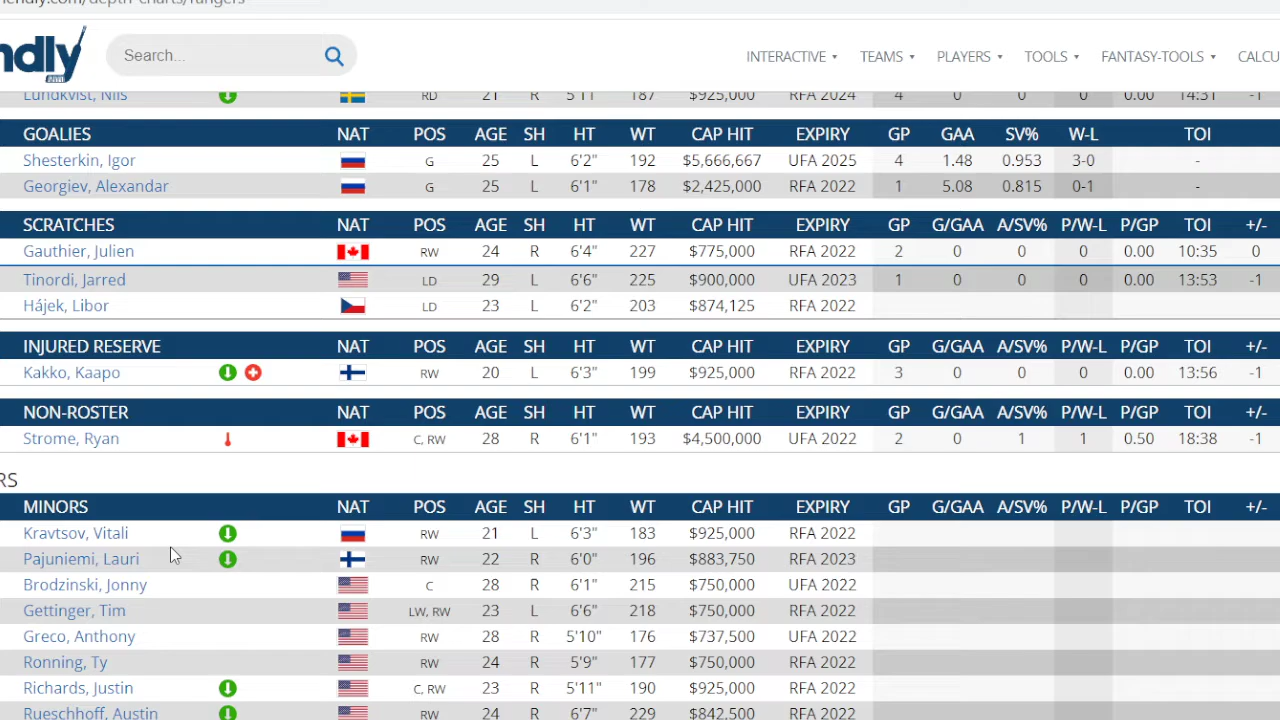 ndly
Search...
INTERACTIVE TEAMS PLAYERS TOOLS FANTASY-TOOLS CALCU
Lundkvist, Nils RD 21 R 5'11" 187 $925,000 RFA 2024 4 0 0 0 0.00 14:31 -1
GOALIES NAT POS AGE SH HT WT CAP HIT EXPIRY GP GAA SV% W-L TOI
Shesterkin, Igor G 25 L 6'2" 192 $5,666,667 UFA 2025 4 1.48 0.953 3-0 -
Georgiev, Alexandar G 25 L 6'1" 178 $2,425,000 RFA 2022 1 5.08 0.815 0-1 -
SCRATCHES NAT POS AGE SH HT WT CAP HIT EXPIRY GP G/GAA A/SV% P/W-L P/GP TOI +/-
Gauthier, Julien RW 24 R 6'4" 227 $775,000 RFA 2022 2 0 0 0 0.00 10:35 0
Tinordi, Jarred LD 29 L 6'6" 225 $900,000 UFA 2023 1 0 0 0 0.00 13:53 -1
Hájek, Libor LD 23 L 6'2" 203 $874,125 RFA 2022
INJURED RESERVE NAT POS AGE SH HT WT CAP HIT EXPIRY GP G/GAA A/SV% P/W-L P/GP TOI +/-
Kakko, Kaapo RW 20 L 6'3" 199 $925,000 RFA 2022 3 0 0 0 0.00 13:56 -1
NON-ROSTER NAT POS AGE SH HT WT CAP HIT EXPIRY GP G/GAA A/SV% P/W-L P/GP TOI +/-
Strome, Ryan C, RW 28 R 6'1" 193 $4,500,000 UFA 2022 2 0 1 1 0.50 18:38 -1
RS
MINORS NAT POS AGE SH HT WT CAP HIT EXPIRY GP G/GAA A/SV% P/W-L P/GP TOI +/-
Kravtsov, Vitali RW 21 L 6'3" 183 $925,000 RFA 2022
Pajuniemi, Lauri RW 22 R 6'0" 196 $883,750 RFA 2023
Brodzinski, Jonny C 28 R 6'1" 215 $750,000 UFA 2022
Gettinger, Tim LW, RW 23 L 6'6" 218 $750,000 RFA 2022
Greco, Anthony RW 28 R 5'10" 176 $737,500 RFA 2022
Ronning, Ty RW 24 R 5'9" 177 $750,000 RFA 2022
Richards, Justin C, RW 23 R 5'11" 190 $925,000 RFA 2022
Rueschhoff, Austin RW 24 R 6'7" 229 $842,500 RFA 2022